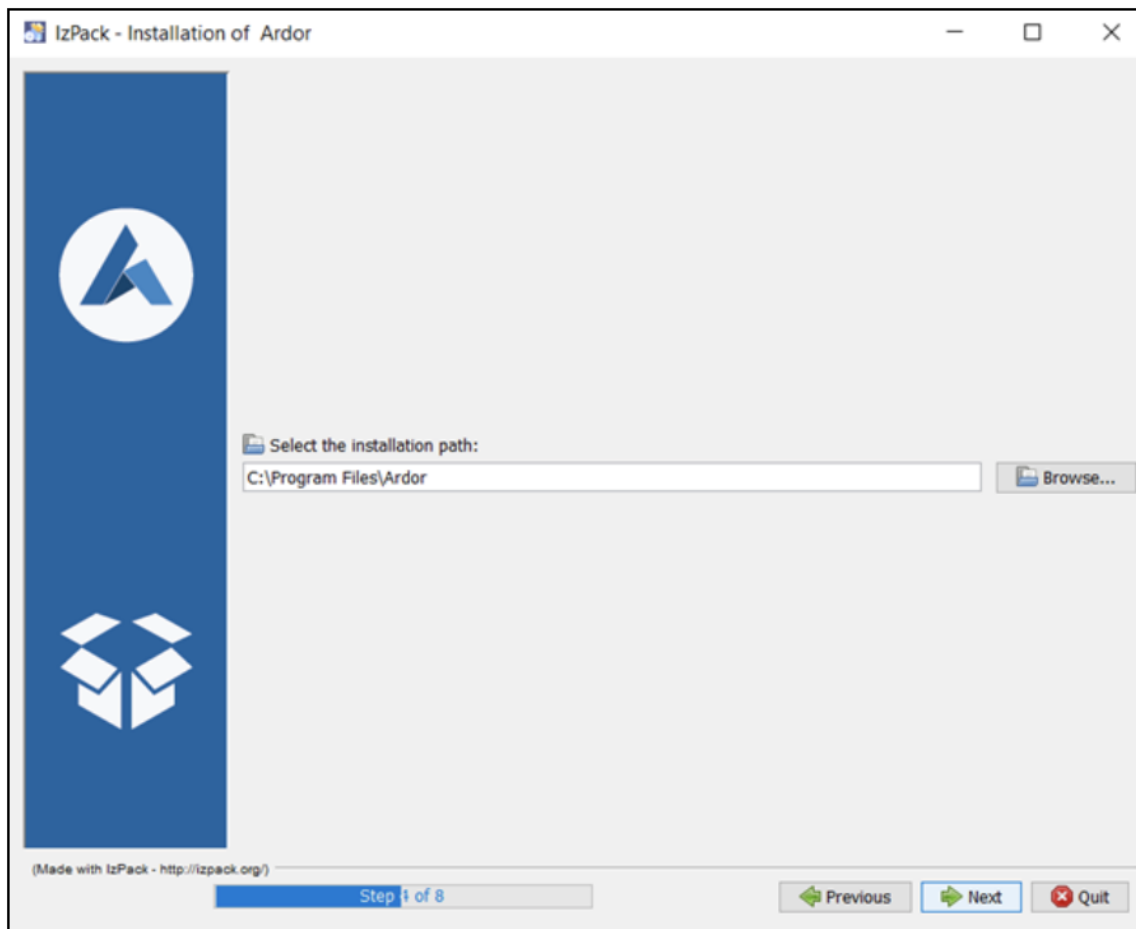 IzPack - Installation of Ardor
Select the installation path:
C:\Program Files\Ardor
Browse...
(Made with IzPack - http://izpack.org/)
Step of 8
Previous
Next
Quit